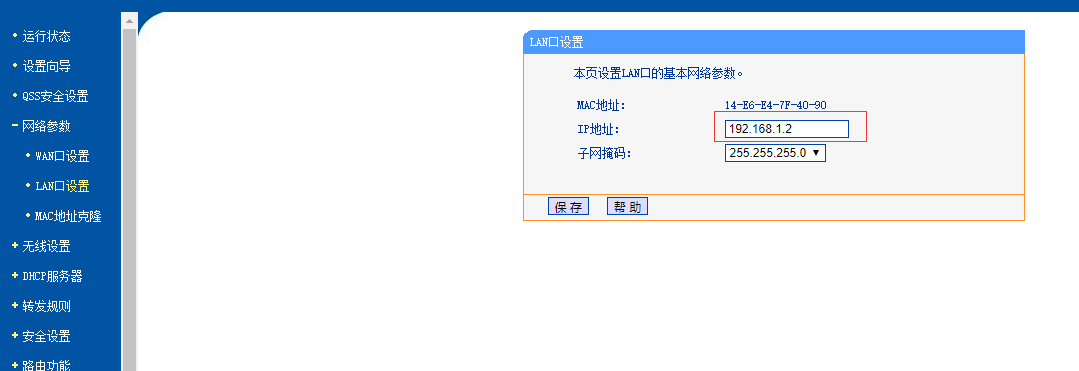 运行状态
设置向导
QSS安全设置
网络参数
WAN口设置
LAN口设置
MAC地址克隆
无线设置
DHCP服务器
转发规则
安全设置
路由功能
LAN口设置
本页设置LAN口的基本网络参数。
MAC地址: 14-E6-E4-7F-40-90
IP地址: 192.168.1.2
子网掩码: 255.255.255.0
保 存 帮 助